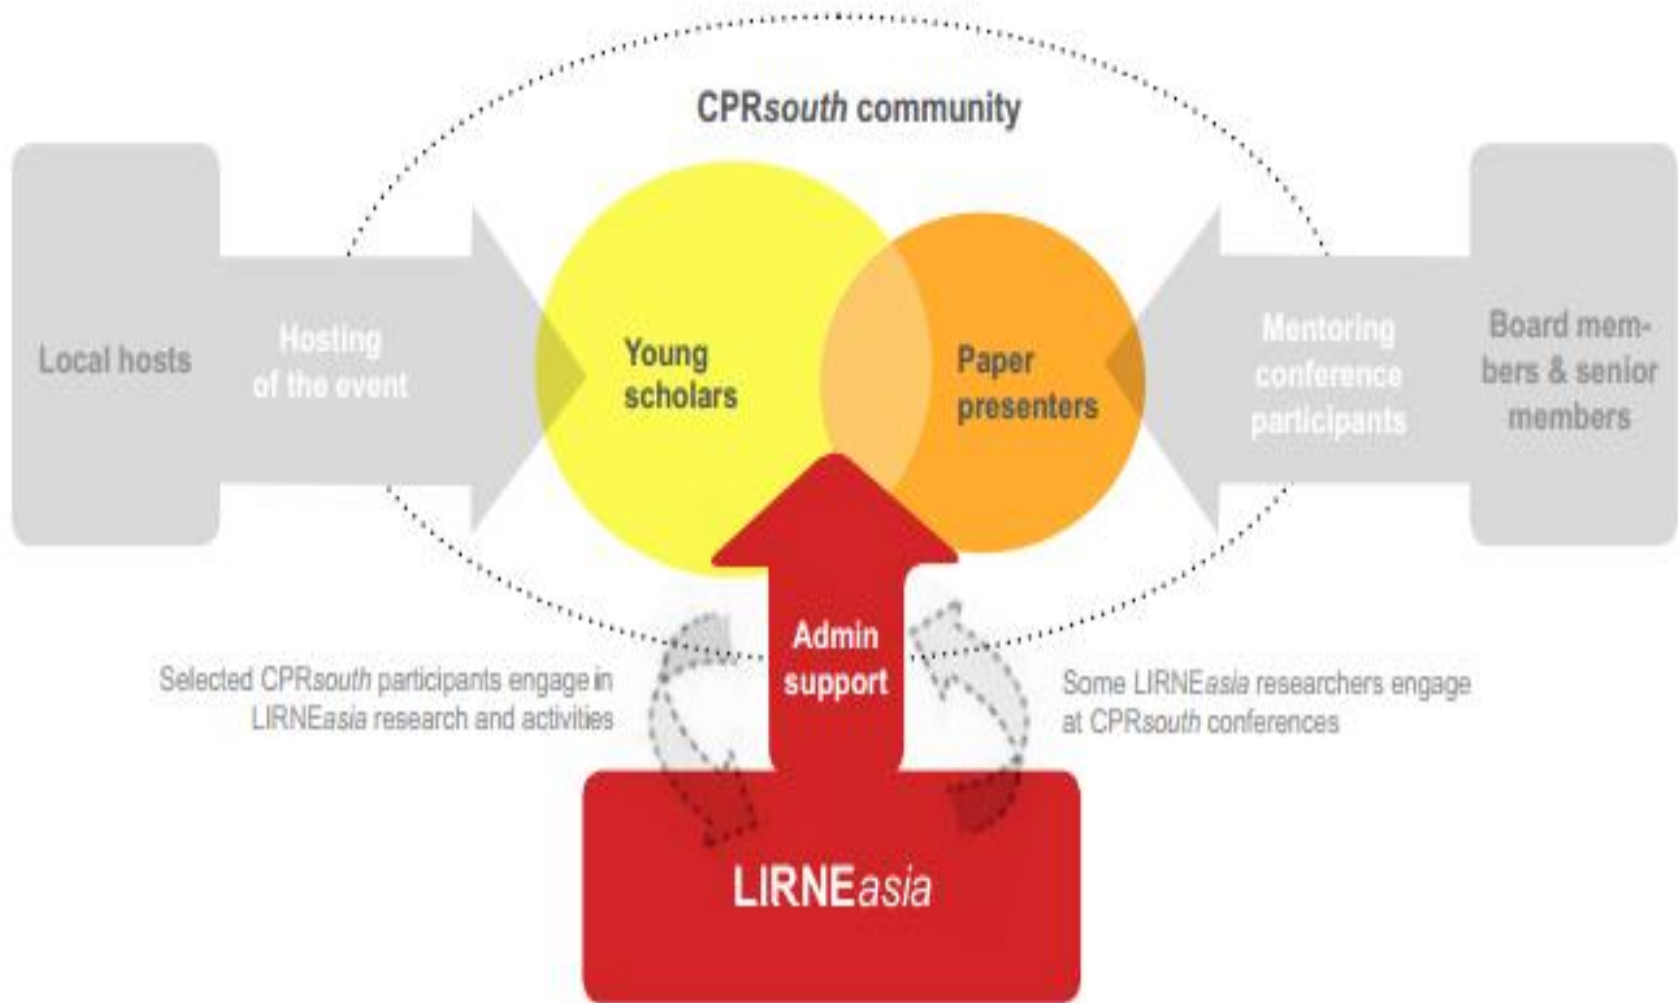 CPRsouth community
Local hosts
Hosting
of the event
Young
scholars
Paper
presenters
Mentoring
conference
participants
Board mem-
bers & senior
members
Admin
support
Selected CPRsouth participants engage in
LIRNEasia research and activities
Some LIRNEasia researchers engage
at CPRsouth conferences
LIRNEasia